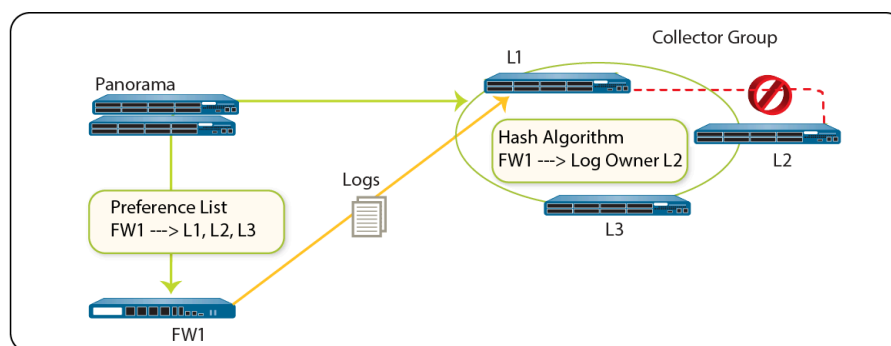 Collector Group
L1
Panorama
Hash Algorithm
FW1 ---> Log Owner L2
L2
Logs
Preference List
FW1 ---> L1, L2, L3
L3
FW1